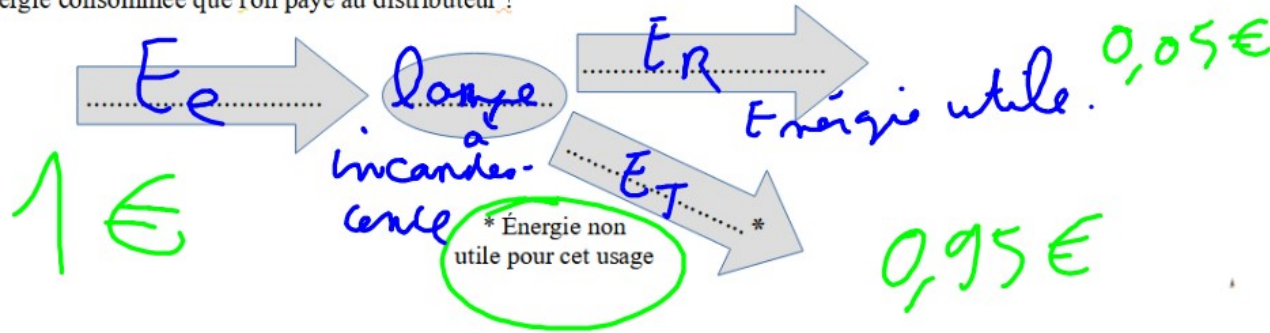 énergie consommée que l'on paye au distributeur ?
Ee
lampe
à
incandes-
cence
ER
Energie utile.
0,05€
1€
ET *
* Énergie non
utile pour cet usage
0,95€